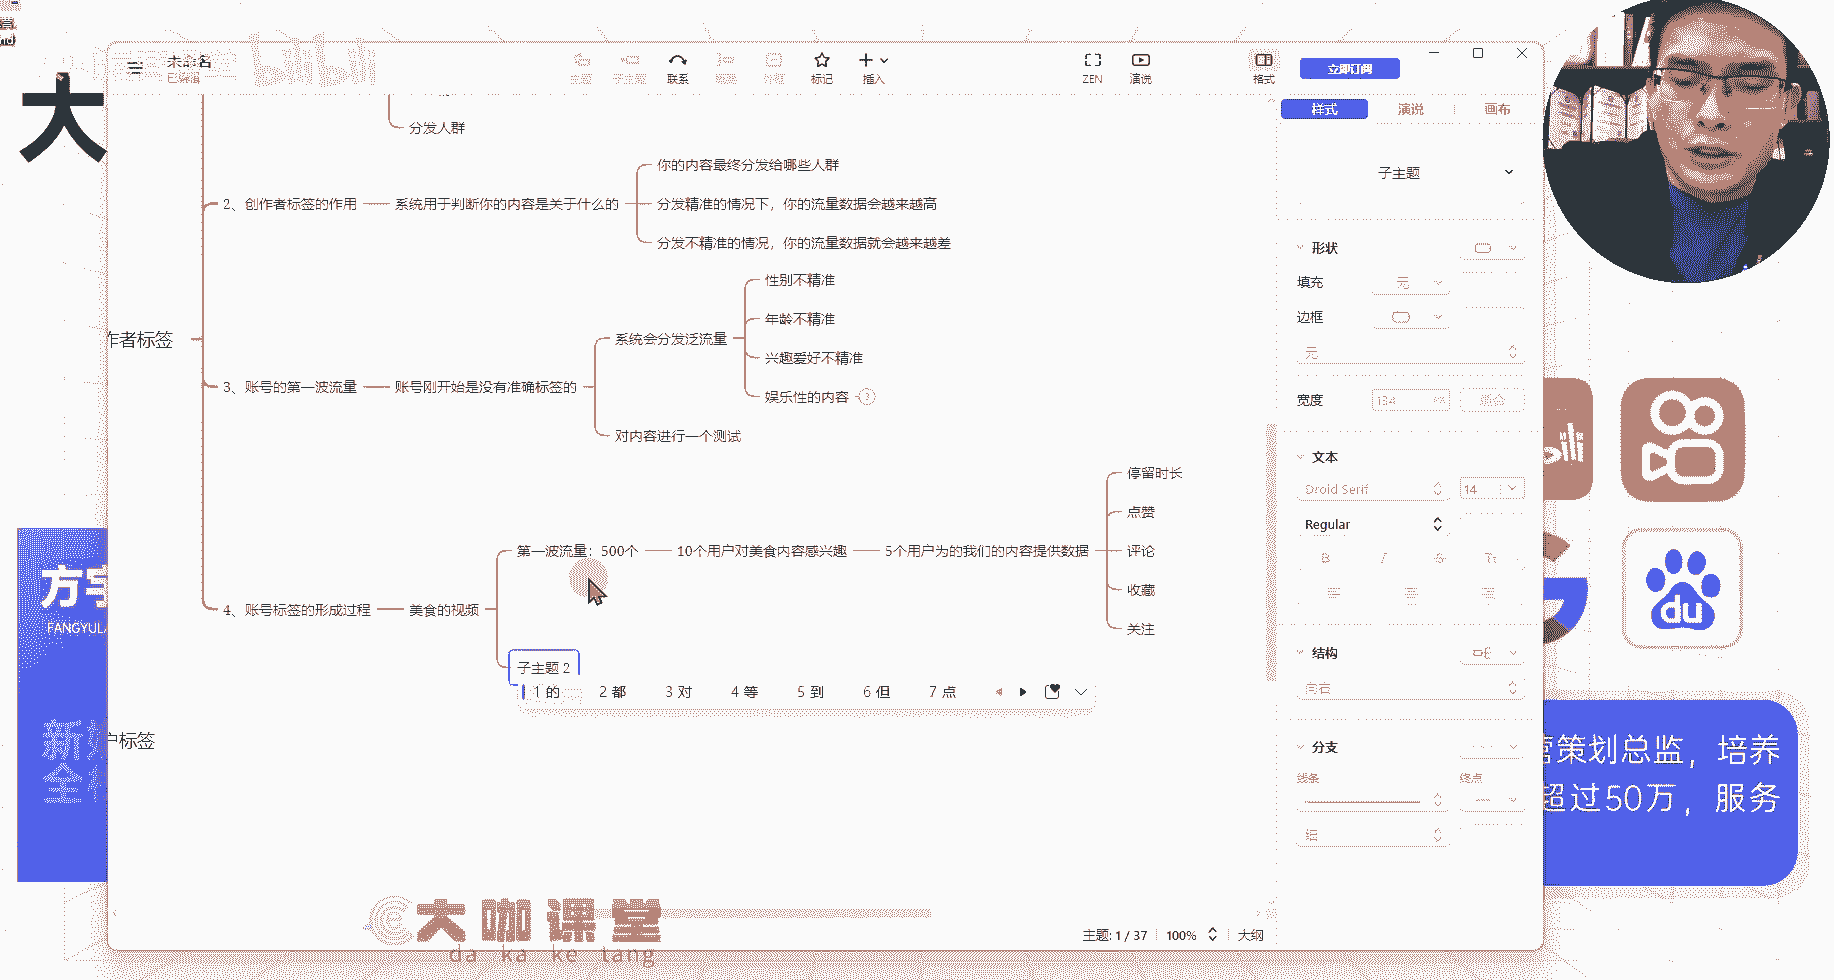 nd
大
未命名
已编辑
bilibili
主题
子主题
联系
概要
外框
标记
插入
ZEN
演说
格式
立即订阅
样式
演说
画布
分发人群
子主题
你的内容最终分发给哪些人群
2、创作者标签的作用
系统用于判断你的内容是关于什么的
分发精准的情况下，你的流量数据会越来越高
分发不精准的情况，你的流量数据就会越来越差
形状
性别不精准
填充
无
年龄不精准
边框
作者标签
系统会分发泛流量
无
兴趣爱好不精准
3、账号的第一波流量
账号刚开始是没有准确标签的
娱乐性的内容
宽度
184
对内容进行一个测试
bili
文本
停留时长
Droid Serif
14
点赞
Regular
第一波流量：500个
10个用户对美食内容感兴趣
5个用户为的我们的内容提供数据
评论
B
I
S
Tt
收藏
方宇
4、账号标签的形成过程
美食的视频
du
FANGYU
关注
结构
子主题 2
向右
1 的
2 都
3 对
4 等
5 到
6 但
7 点
新
户标签
分支
营策划总监，培养
线条
终点
全
超过50万，服务
细
大咖课堂
da ka ke tang
主题: 1 / 37
100%
大纲